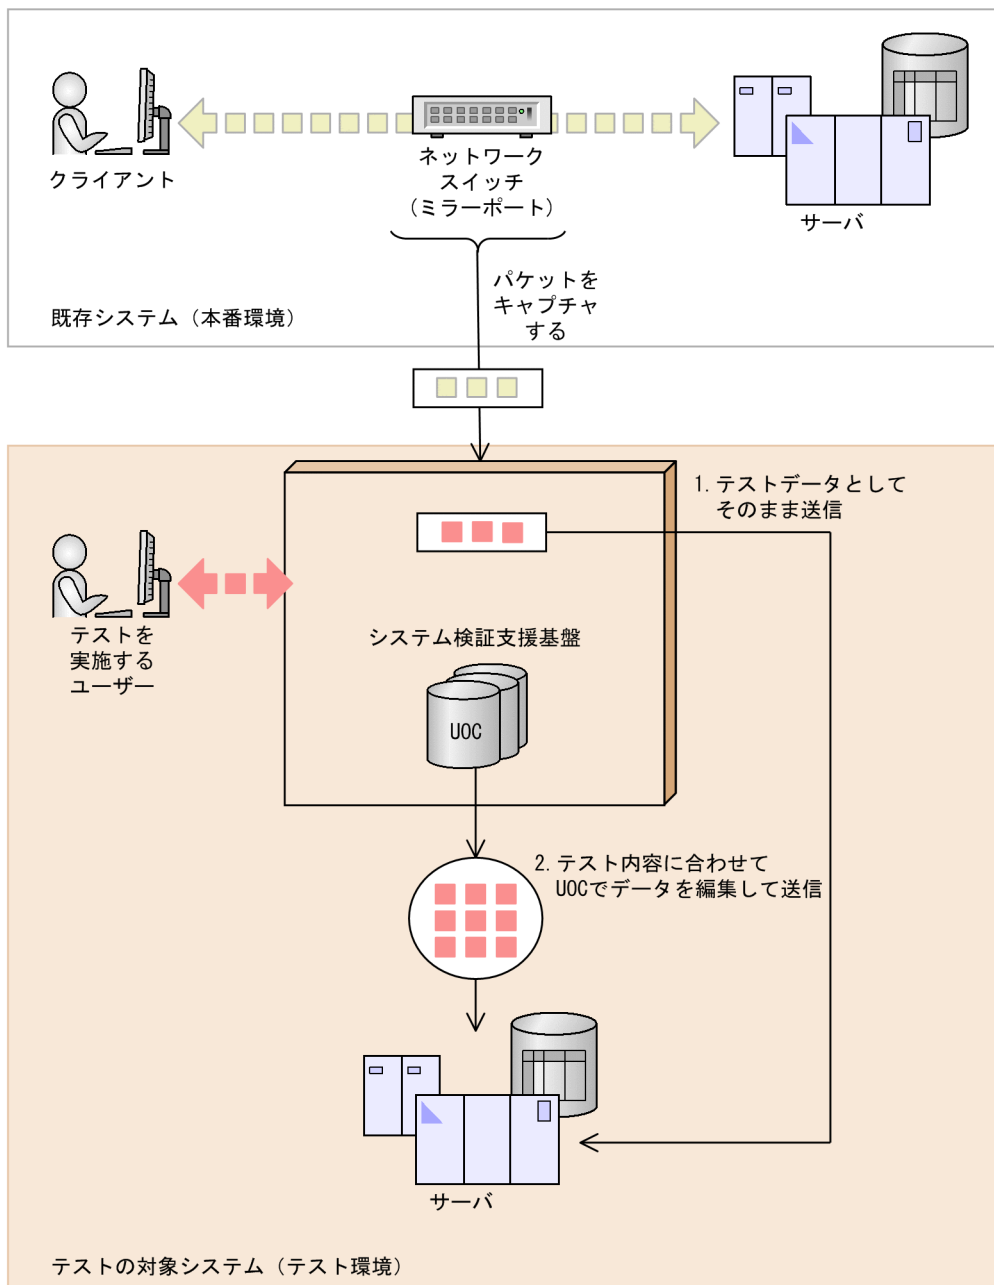 クライアント
ネットワーク
スイッチ
（ミラーポート）
サーバ
パケットを
キャプチャ
する
既存システム（本番環境）
1. テストデータとして
そのまま送信
テストを
実施する
ユーザー
システム検証支援基盤
UOC
2. テスト内容に合わせて
UOCでデータを編集して送信
サーバ
テストの対象システム（テスト環境）